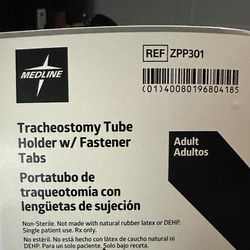 MEDLINE
REF ZPP301
(01)40080196804185
Tracheostomy Tube
Holder w/ Fastener
Tabs
Adult
Adultos
Portatubo de
traqueotomía con
lengüetas de sujeción
Non-Sterile. Not made with natural rubber latex or DEHP.
Single patient use. Rx only.
No estéril. No está hecho con látex de caucho natural ni
DEHP. Para un solo paciente. Solo bajo receta.